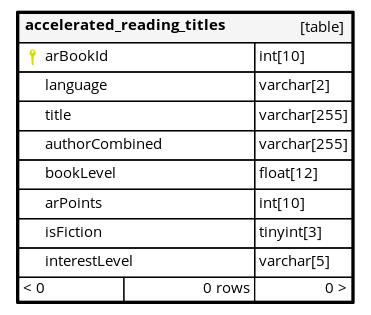 accelerated_reading_titles [table]
arBookId int[10]
language varchar[2]
title varchar[255]
authorCombined varchar[255]
bookLevel float[12]
arPoints int[10]
isFiction tinyint[3]
interestLevel varchar[5]
< 0 0 rows 0 >